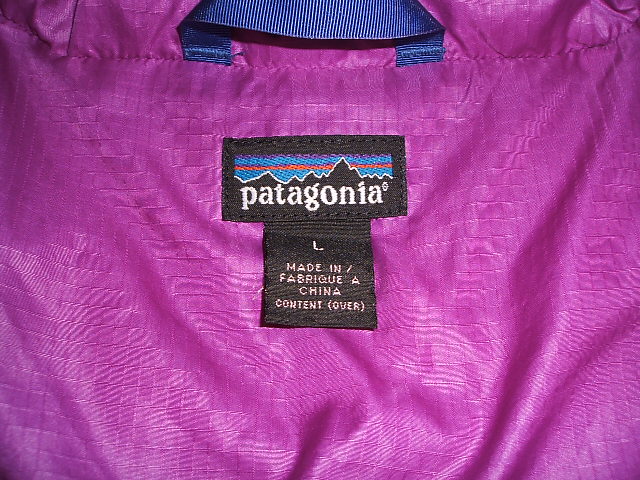 patagonia®
L
MADE IN /
FABRIQUE A
CHINA
CONTENT (OVER)